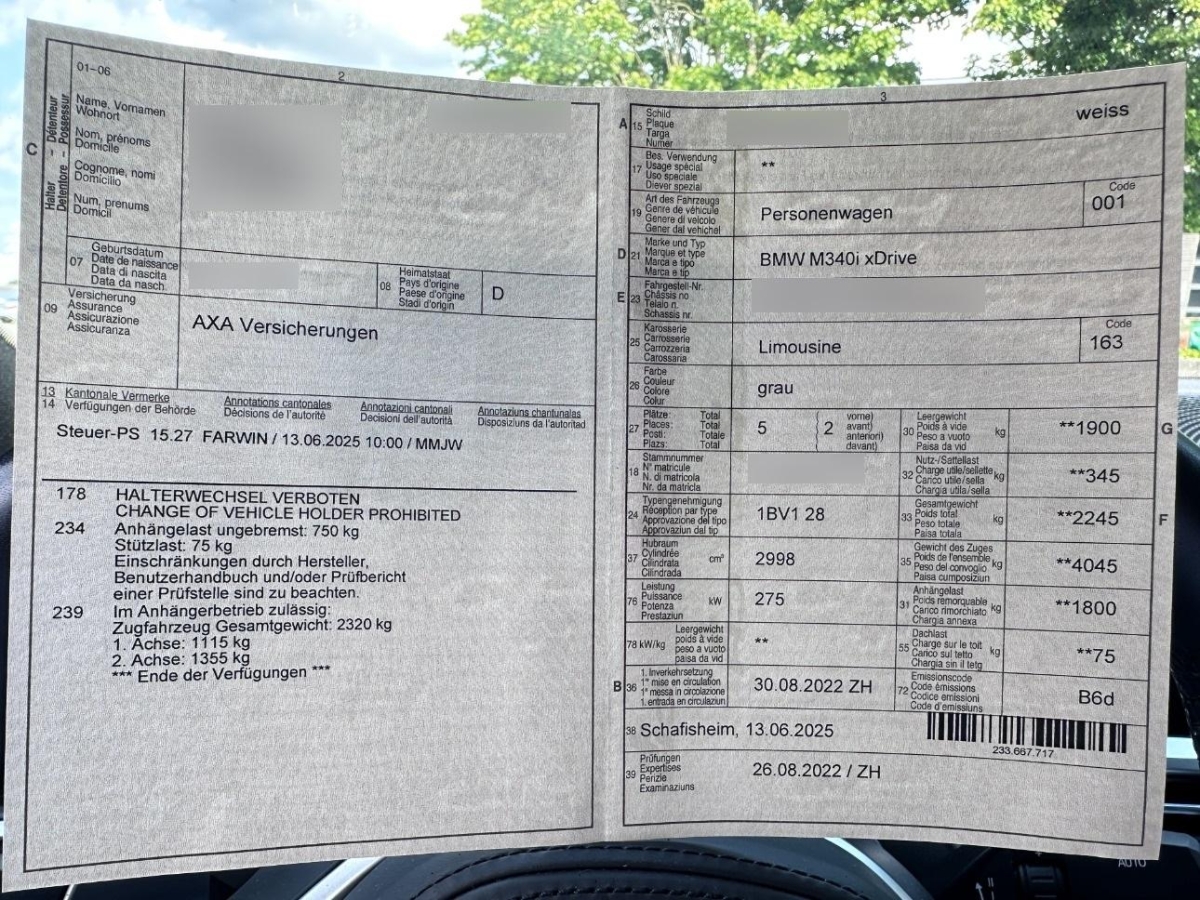 2
01–06
Halter – Détenteur
Detentore – Possessur
C
Name, Vornamen
Wohnort
Nom, prénoms
Domicile
Cognome, nomi
Domicilio
Num, prenums
Domicil
07
Geburtsdatum
Date de naissance
Data di nascita
Data da nasch.
08
Heimatstaat
Pays d'origine
Paese d'origine
Stadi d'origin
D
09
Versicherung
Assurance
Assicurazione
Assicuranza
AXA Versicherungen
13 Kantonale Vermerke Annotations cantonales Annotazioni cantonali Annotaziuns chantunalas
14 Verfügungen der Behörde Décisions de l'autorité Decisioni dell'autorità Disposiziuns da l'autoritad
Steuer-PS 15.27 FARWIN / 13.06.2025 10:00 / MMJW
178 HALTERWECHSEL VERBOTEN
CHANGE OF VEHICLE HOLDER PROHIBITED
234 Anhängelast ungebremst: 750 kg
Stützlast: 75 kg
Einschränkungen durch Hersteller,
Benutzerhandbuch und/oder Prüfbericht
einer Prüfstelle sind zu beachten.
239 Im Anhängerbetrieb zulässig:
Zugfahrzeug Gesamtgewicht: 2320 kg
1. Achse: 1115 kg
2. Achse: 1355 kg
*** Ende der Verfügungen ***
3
A 15
Schild
Plaque
Targa
Numer
weiss
17
Bes. Verwendung
Usage spécial
Uso speciale
Diever spezial
**
19
Art des Fahrzeugs
Genre de véhicule
Genere di veicolo
Gener dal vehichel
Personenwagen
Code
001
D 21
Marke und Typ
Marque et type
Marca e tipo
Marca e tip
BMW M340i xDrive
E 23
Fahrgestell-Nr.
Châssis no
Telaio n.
Schassis nr.
25
Karosserie
Carrosserie
Carrozzeria
Carossaria
Limousine
Code
163
26
Farbe
Couleur
Colore
Colur
grau
27
Plätze: Total
Places: Total
Posti: Totale
Plazs: Total
5
( 2
vorne)
avant)
anteriori)
davant)
30
Leergewicht
Poids à vide
Peso a vuoto
Paisa da vid
kg
**1900
G
18
Stammnummer
N° matricule
N. di matricola
Nr. da matricla
32
Nutz-/Sattellast
Charge utile/sellette
Carico utile/sella
Chargia utila/sella
kg
**345
24
Typengenehmigung
Réception par type
Approvazione del tipo
Approvaziun dal tip
1BV1 28
33
Gesamtgewicht
Poids total
Peso totale
Paisa totala
kg
**2245
F
37
Hubraum
Cylindrée
Cilindrata
Cilindrada
cm³
2998
35
Gewicht des Zuges
Poids de l'ensemble
Peso del convoglio
Paisa cumposiziun
kg
**4045
76
Leistung
Puissance
Potenza
Prestaziun
kW
275
31
Anhängelast
Poids remorquable
Carico rimorchiato
Chargia annexa
kg
**1800
78 kW/kg
Leergewicht
poids à vide
peso a vuoto
paisa da vid
**
55
Dachlast
Charge sur le toit
Carico sul tetto
Chargia sin il tetg
kg
**75
B 36
1. Inverkehrsetzung
1re mise en circulation
1a messa in circolazione
1. entrada en circulaziun
30.08.2022 ZH
72
Emissionscode
Code émissions
Codice emissioni
Code d'emissiuns
B6d
38 Schafisheim, 13.06.2025
233.667.717
39
Prüfungen
Expertises
Perizie
Examinaziuns
26.08.2022 / ZH
AUTO